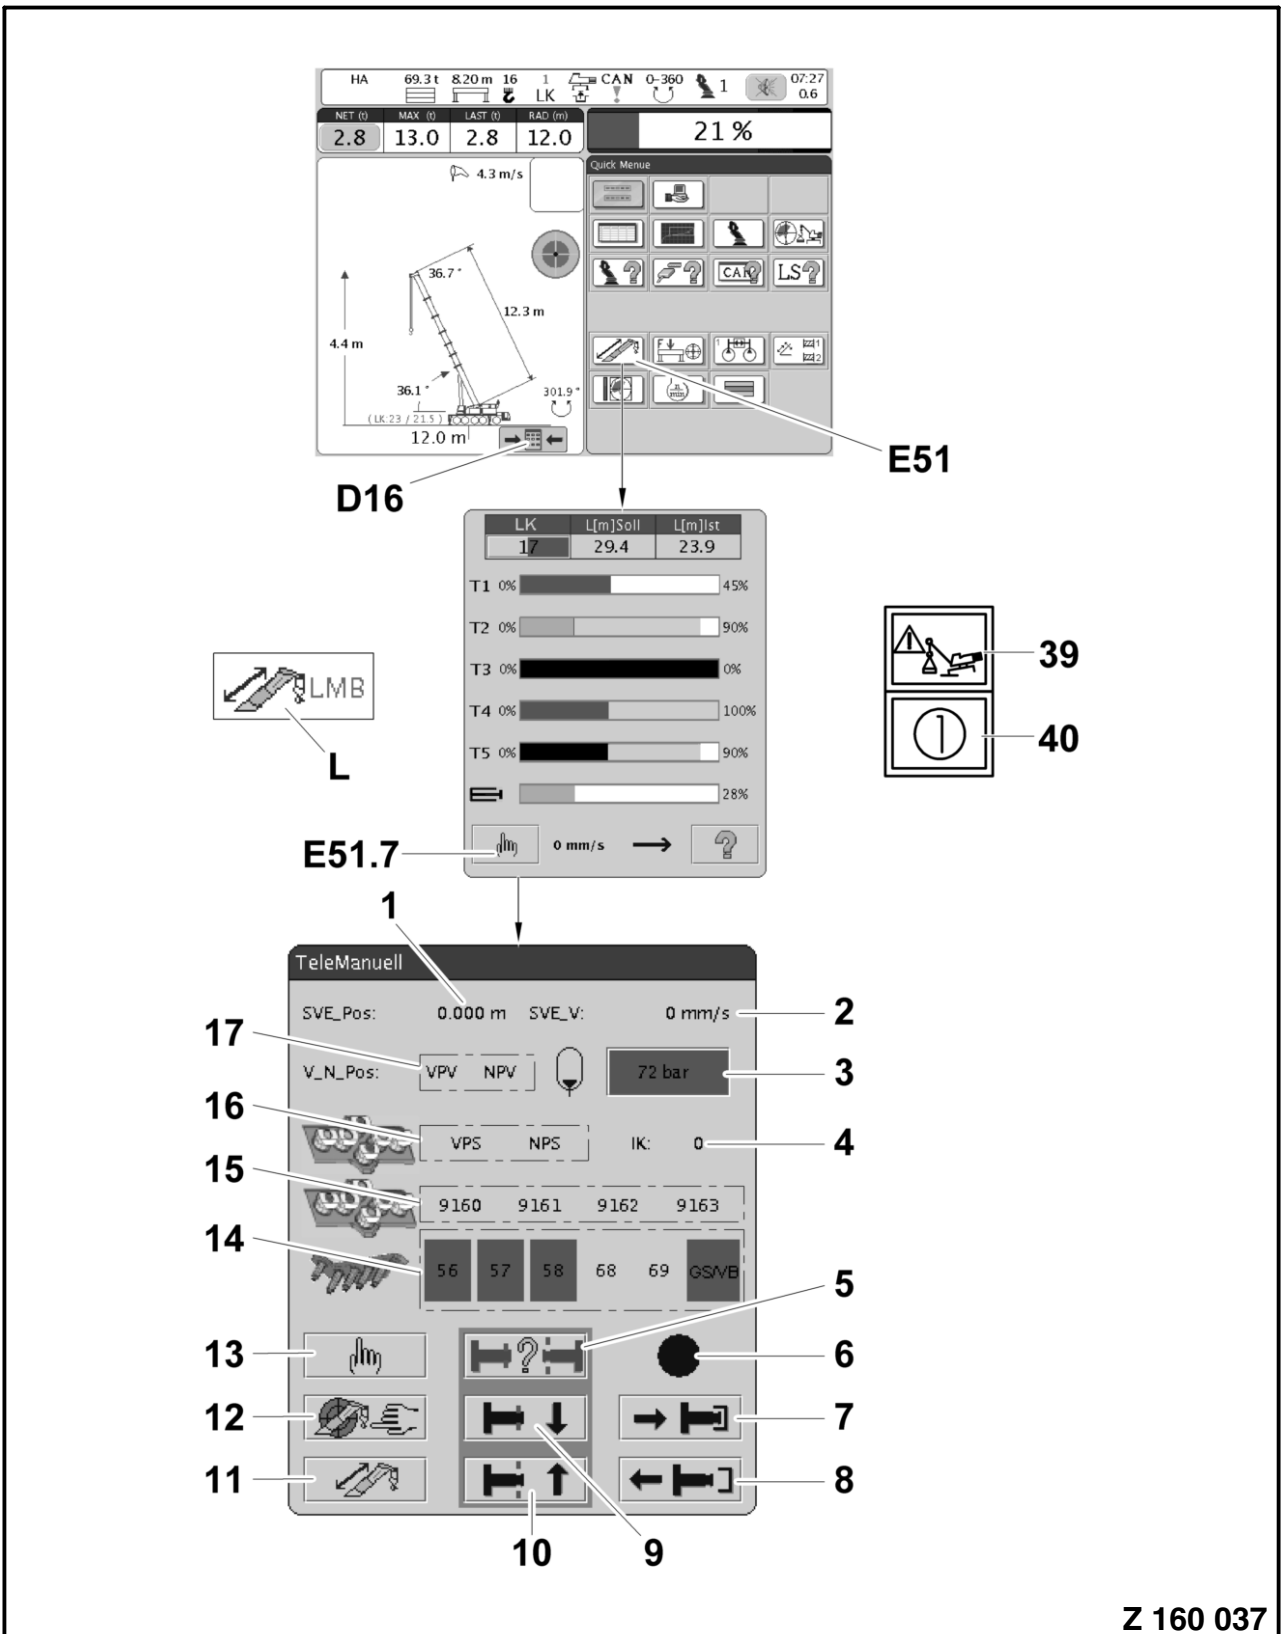 HA 69.3 t 8.20 m 16 1 LK CAN 0-360 1 07:27 0.6
NET (t) MAX (t) LAST (t) RAD (m)
2.8 13.0 2.8 12.0 21 %
Quick Menue
4.3 m/s
36.7°
12.3 m
4.4 m
36.1°
301.9°
(LK:23 / 21.5)
12.0 m
CAN
LS
1
1
2
F
n
min
E51
D16
LK L[m]Soll L[m]Ist
17 29.4 23.9
T1 0% 45%
T2 0% 90%
T3 0% 0%
T4 0% 100%
T5 0% 90%
28%
0 mm/s
LMB
L
39
40
E51.7
1
TeleManuell
SVE_Pos: 0.000 m SVE_V: 0 mm/s
2
17
V_N_Pos: VPV NPV 72 bar
3
16
VPS NPS IK: 0
4
15
9160 9161 9162 9163
14
56 57 58 68 69 GS/VB
5
13
6
12
7
11
8
10
9
Z 160 037